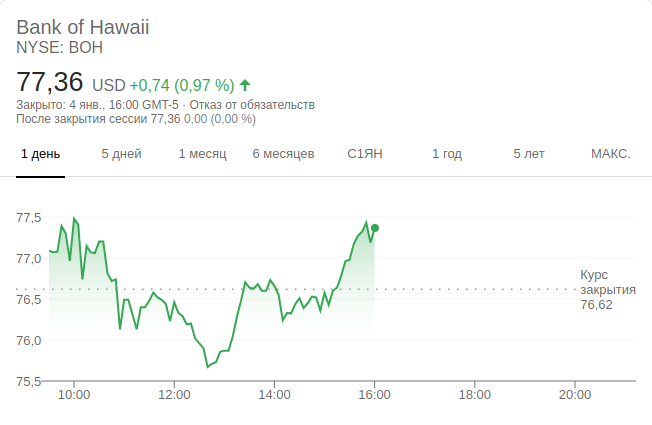 Bank of Hawaii
NYSE: BOH
77,36 USD +0,74 (0,97 %)
Закрыто: 4 янв., 16:00 GMT-5 · Отказ от обязательств
После закрытия сессии 77,36 0,00 (0,00 %)
1 день 5 дней 1 месяц 6 месяцев С1ЯН 1 год 5 лет МАКС.
77,5
77,0
76,5
76,0
75,5
Курс
закрытия
76,62
10:00 12:00 14:00 16:00 18:00 20:00